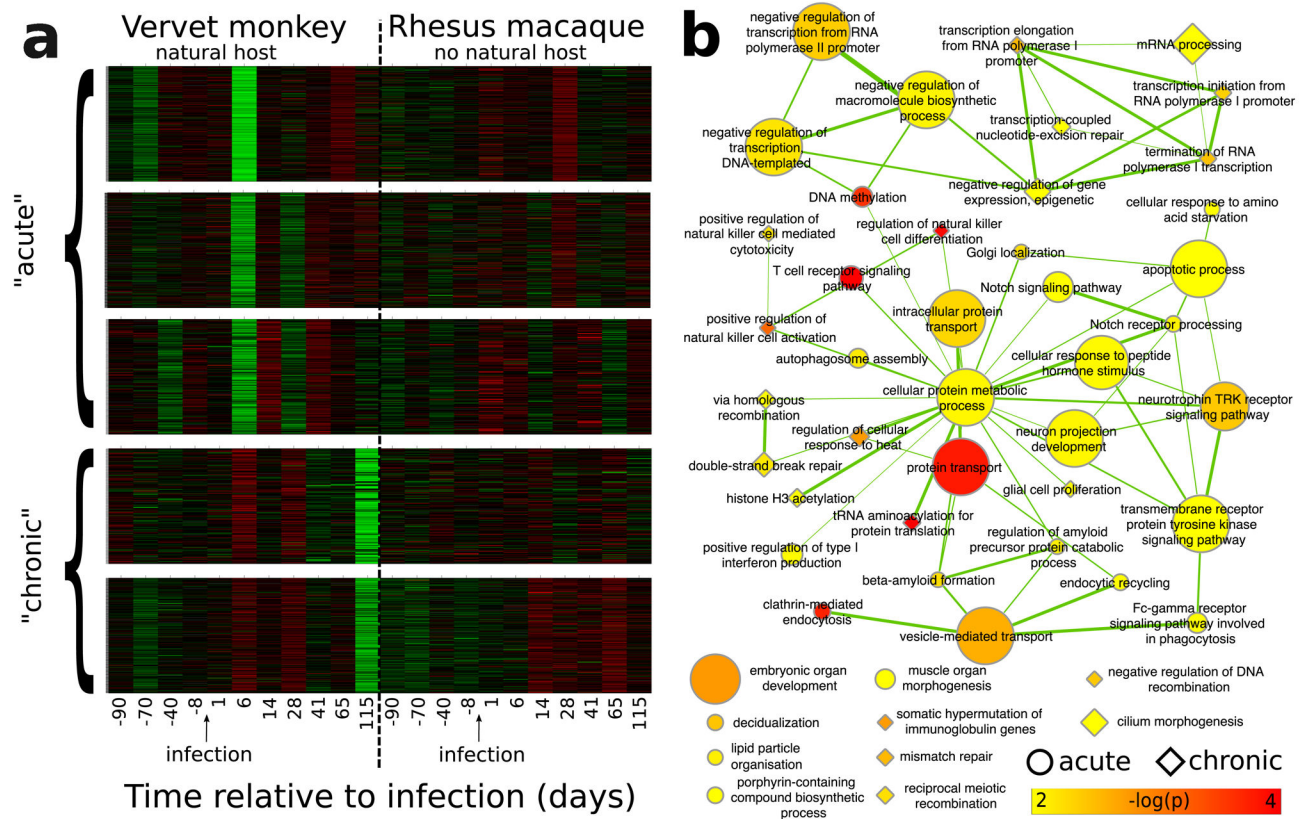 a
Vervet monkey
natural host
Rhesus macaque
no natural host
"acute"
"chronic"
-90
-70
-40
-8
1
6
14
28
41
65
115
-90
-70
-40
-8
1
6
14
28
41
65
115
infection
infection
Time relative to infection (days)
b
negative regulation of
transcription from RNA
polymerase II promoter
transcription elongation
from RNA polymerase I
promoter
mRNA processing
negative regulation of
macromolecule biosynthetic
process
transcription initiation from
RNA polymerase I promoter
transcription-coupled
nucleotide-excision repair
negative regulation of
transcription
DNA-templated
termination of RNA
polymerase I transcription
DNA methylation
negative regulation of gene
expression, epigenetic
cellular response to amino
acid starvation
positive regulation of
natural killer cell mediated
cytotoxicity
regulation of natural killer
cell differentiation
Golgi localization
T cell receptor signaling
pathway
apoptotic process
Notch signaling pathway
intracellular protein
transport
positive regulation of
natural killer cell activation
Notch receptor processing
autophagosome assembly
cellular response to peptide
hormone stimulus
cellular protein metabolic
process
via homologous
recombination
neurotrophin TRK receptor
signaling pathway
regulation of cellular
response to heat
neuron projection
development
double-strand break repair
protein transport
histone H3 acetylation
glial cell proliferation
tRNA aminoacylation for
protein translation
transmembrane receptor
protein tyrosine kinase
signaling pathway
positive regulation of type I
interferon production
regulation of amyloid
precursor protein catabolic
process
beta-amyloid formation
endocytic recycling
clathrin-mediated
endocytosis
vesicle-mediated transport
Fc-gamma receptor
signaling pathway involved
in phagocytosis
embryonic organ
development
muscle organ
morphogenesis
negative regulation of DNA
recombination
decidualization
somatic hypermutation of
immunoglobulin genes
cilium morphogenesis
lipid particle
organisation
mismatch repair
porphyrin-containing
compound biosynthetic
process
reciprocal meiotic
recombination
acute
chronic
2 -log(p) 4